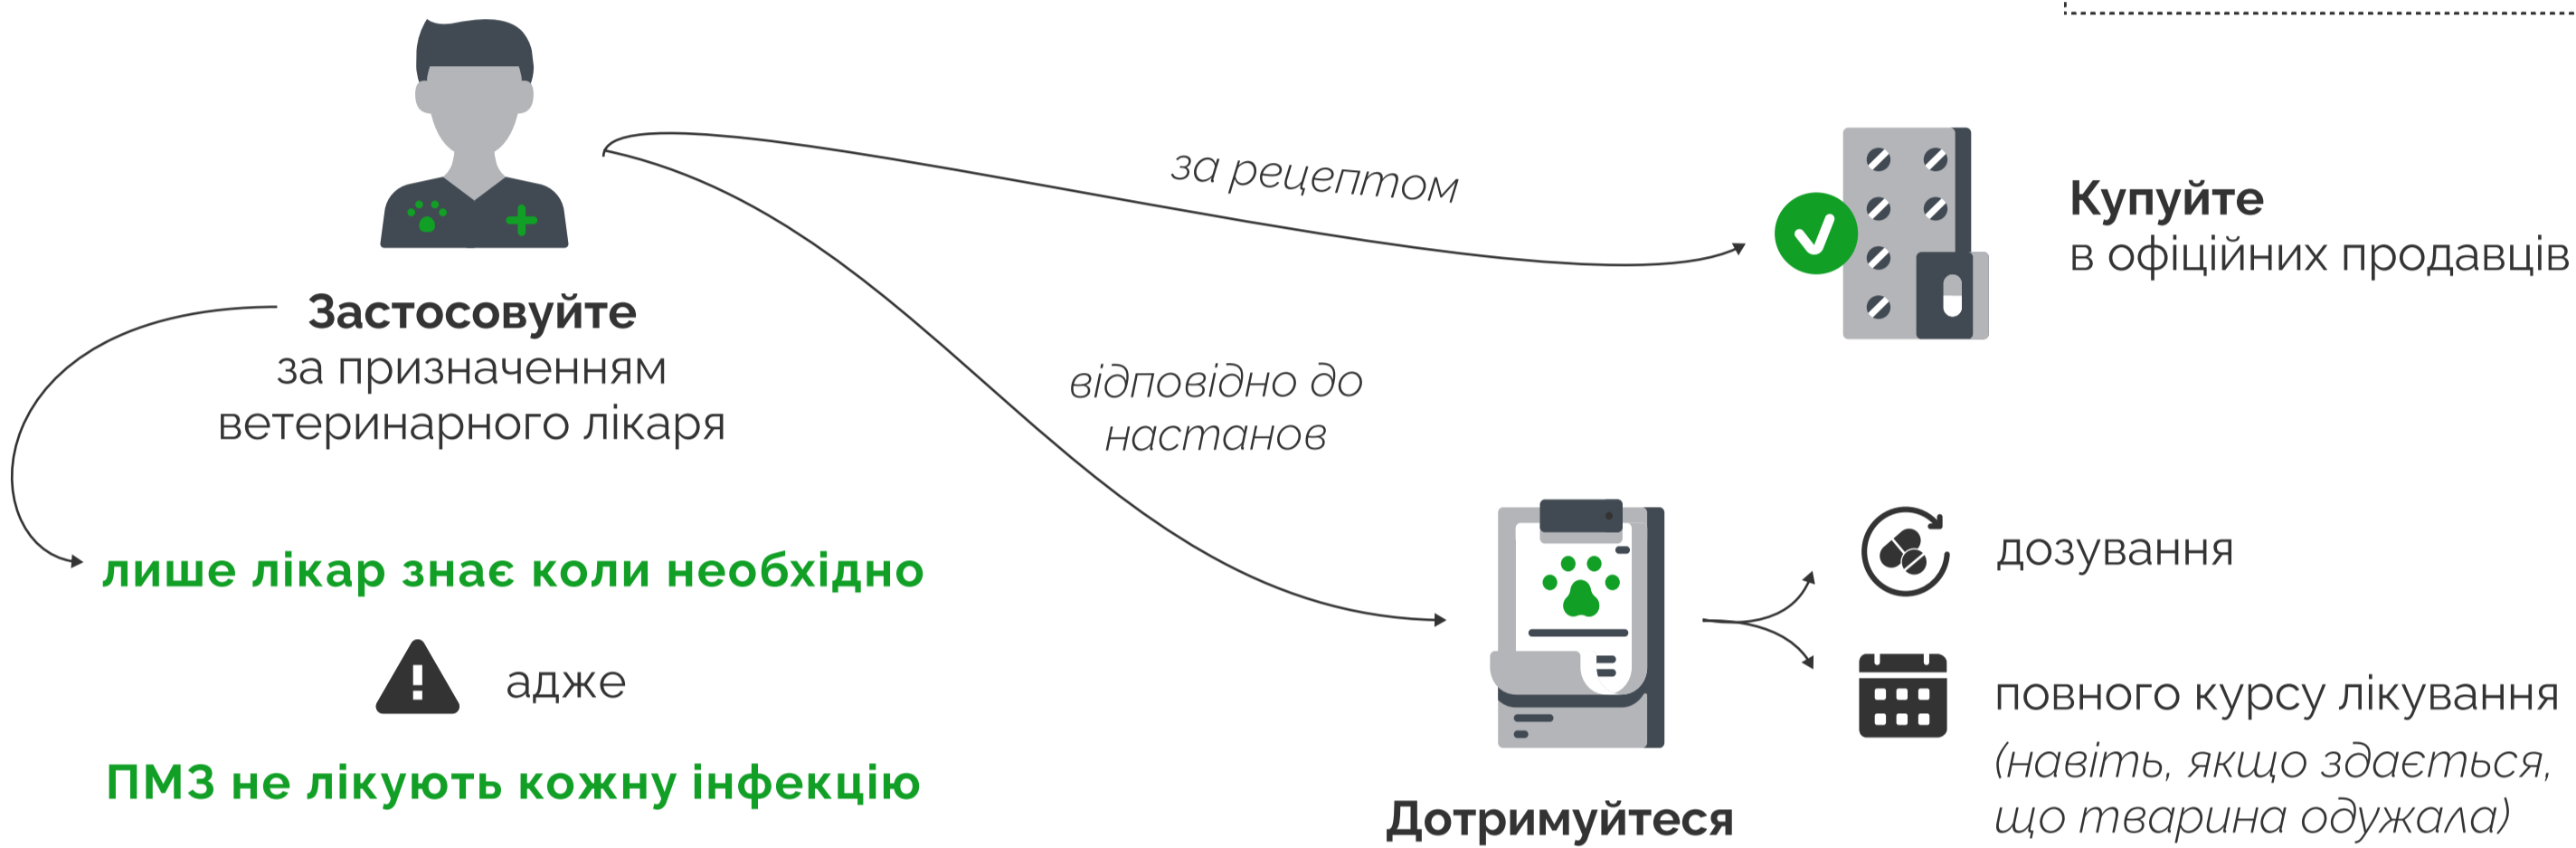 за рецептом
Купуйте
в офіційних продавців
Застосовуйте
за призначенням
ветеринарного лікаря
відповідно до
настанов
лише лікар знає коли необхідно
адже
ПМЗ не лікують кожну інфекцію
дозування
повного курсу лікування
(навіть, якщо здається,
що тварина одужала)
Дотримуйтеся